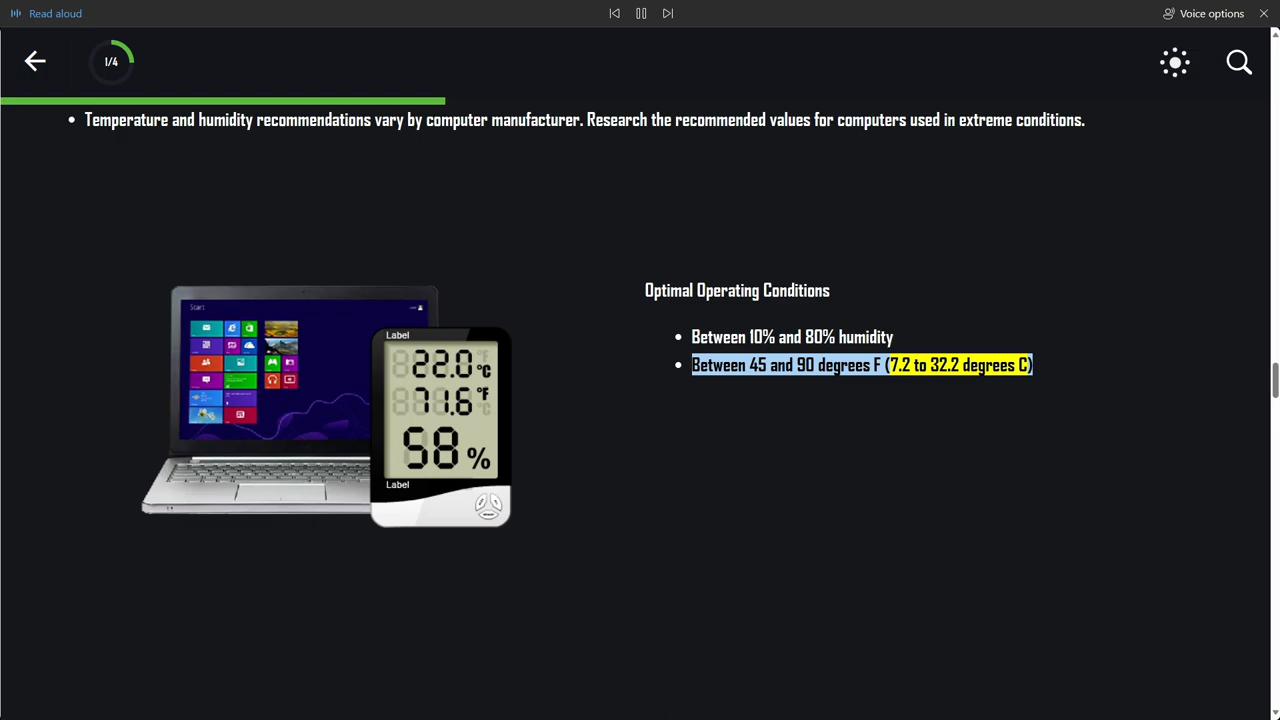 Read aloud
Voice options
1/4
Temperature and humidity recommendations vary by computer manufacturer. Research the recommended values for computers used in extreme conditions.
Optimal Operating Conditions
Between 10% and 80% humidity
Between 45 and 90 degrees F (7.2 to 32.2 degrees C)
Start
Label
22.0 °C
71.6 °F
58 %
Label